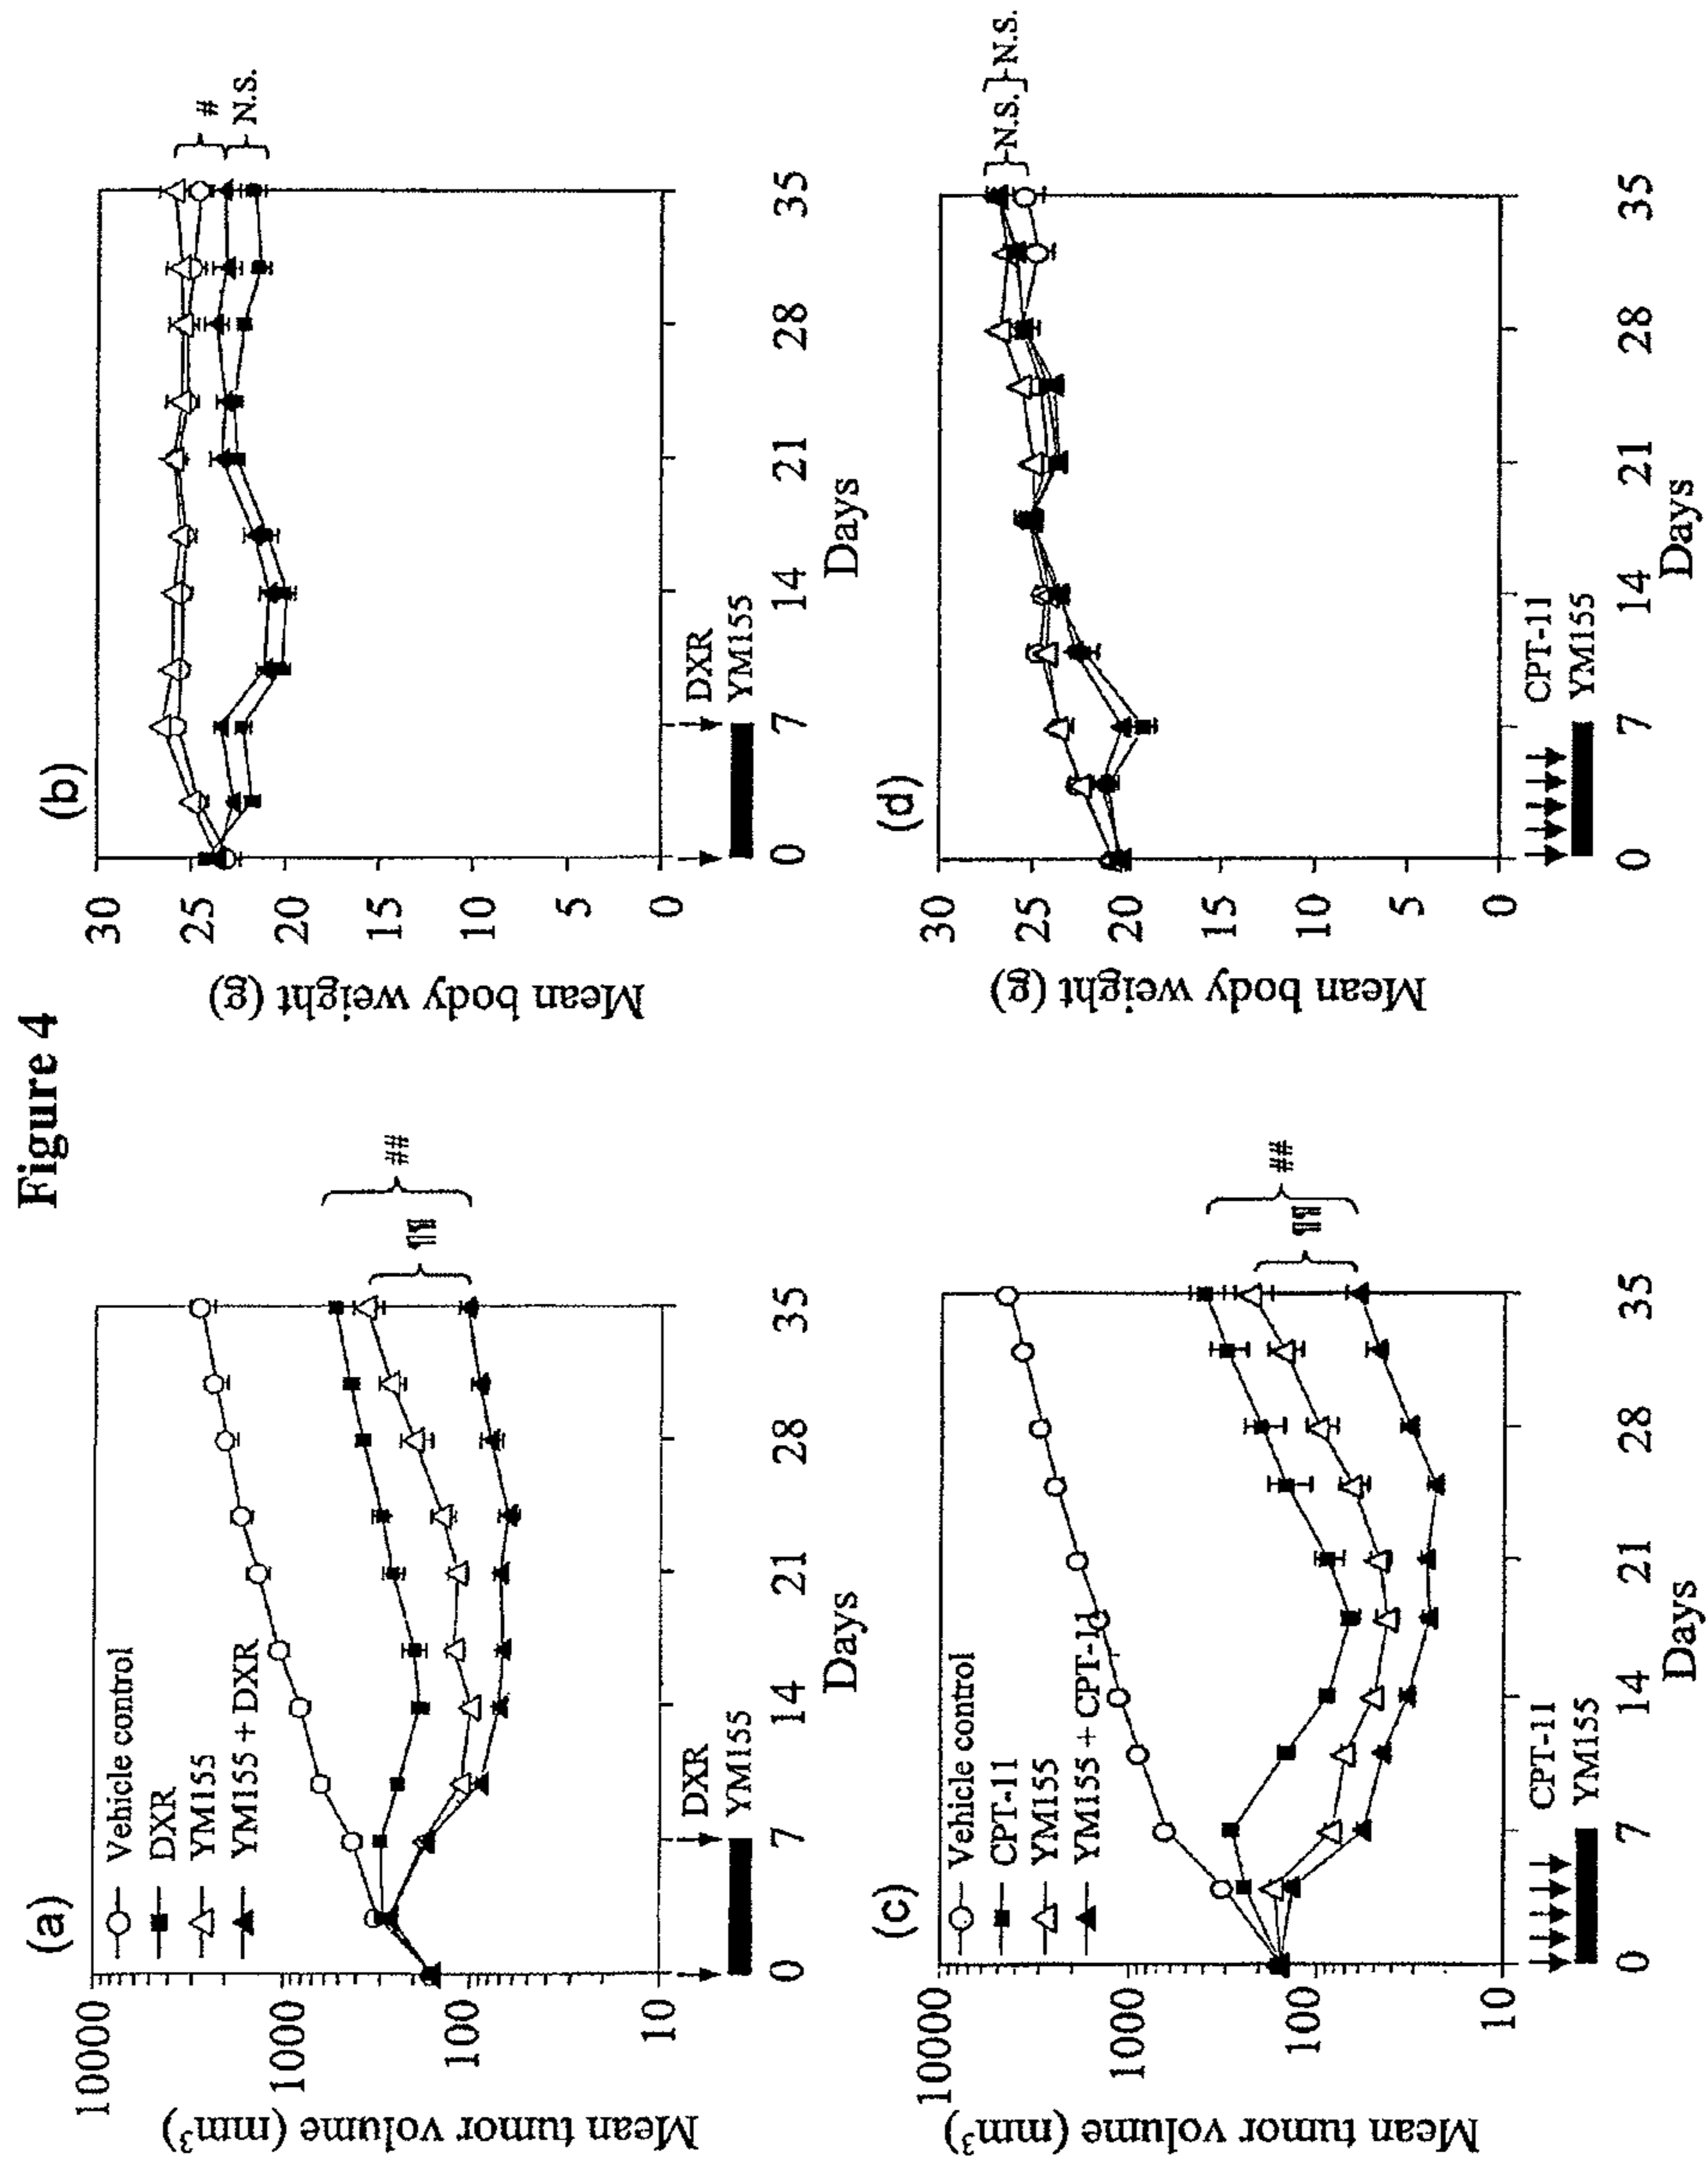 Figure 4
(a)
Mean tumor volume (mm³)
10000
1000
100
10
Vehicle control
DXR
YM155
YM155 + DXR
¶¶
##
0
7
14
21
28
35
Days
DXR
YM155
(b)
Mean body weight (g)
30
25
20
15
10
5
0
#
N.S.
0
7
14
21
28
35
Days
DXR
YM155
(c)
Mean tumor volume (mm³)
10000
1000
100
10
Vehicle control
CPT-11
YM155
YM155 + CPT-11
¶¶
##
0
7
14
21
28
35
Days
CPT-11
YM155
(d)
Mean body weight (g)
30
25
20
15
10
5
0
N.S.
N.S.
0
7
14
21
28
35
Days
CPT-11
YM155